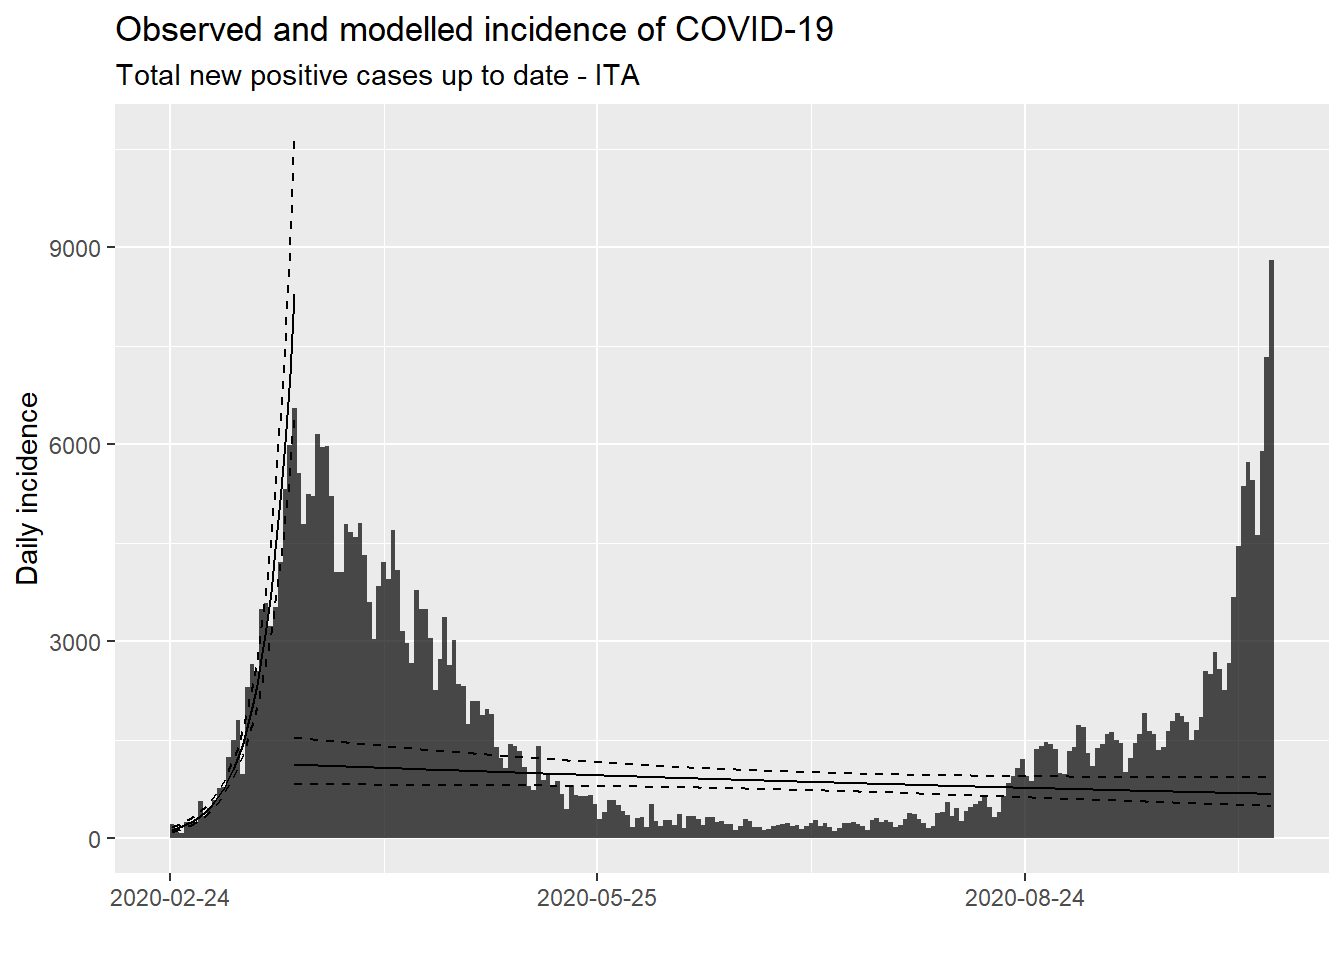 Observed and modelled incidence of COVID-19
Total new positive cases up to date - ITA
Daily incidence
9000
6000
3000
0
2020-02-24
2020-05-25
2020-08-24